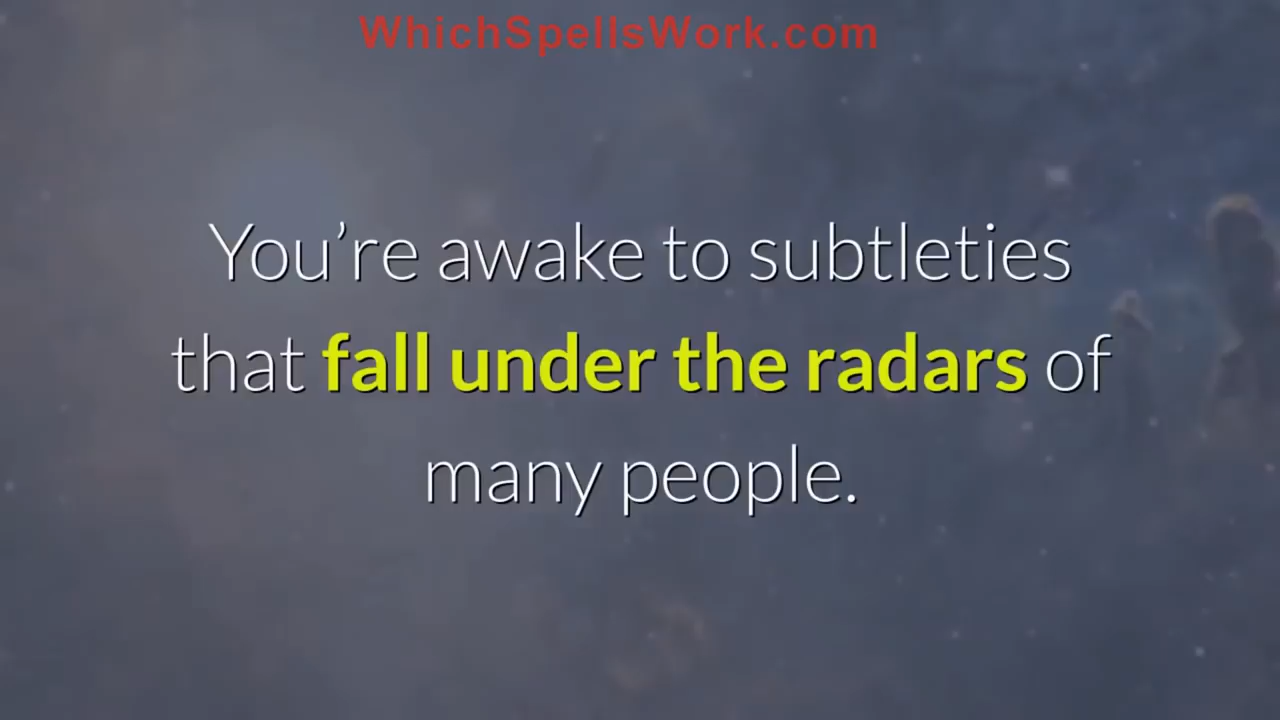 WhichSpellsWork.com
You’re awake to subtleties
that fall under the radars of
many people.